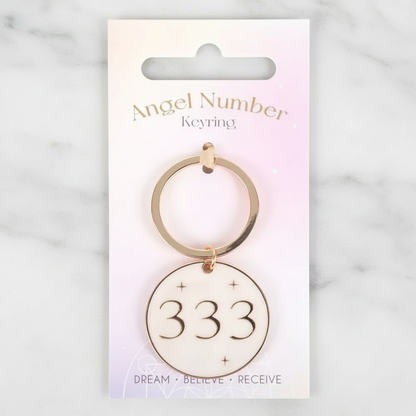 Angel Number
Keyring
333
DREAM • BELIEVE • RECEIVE